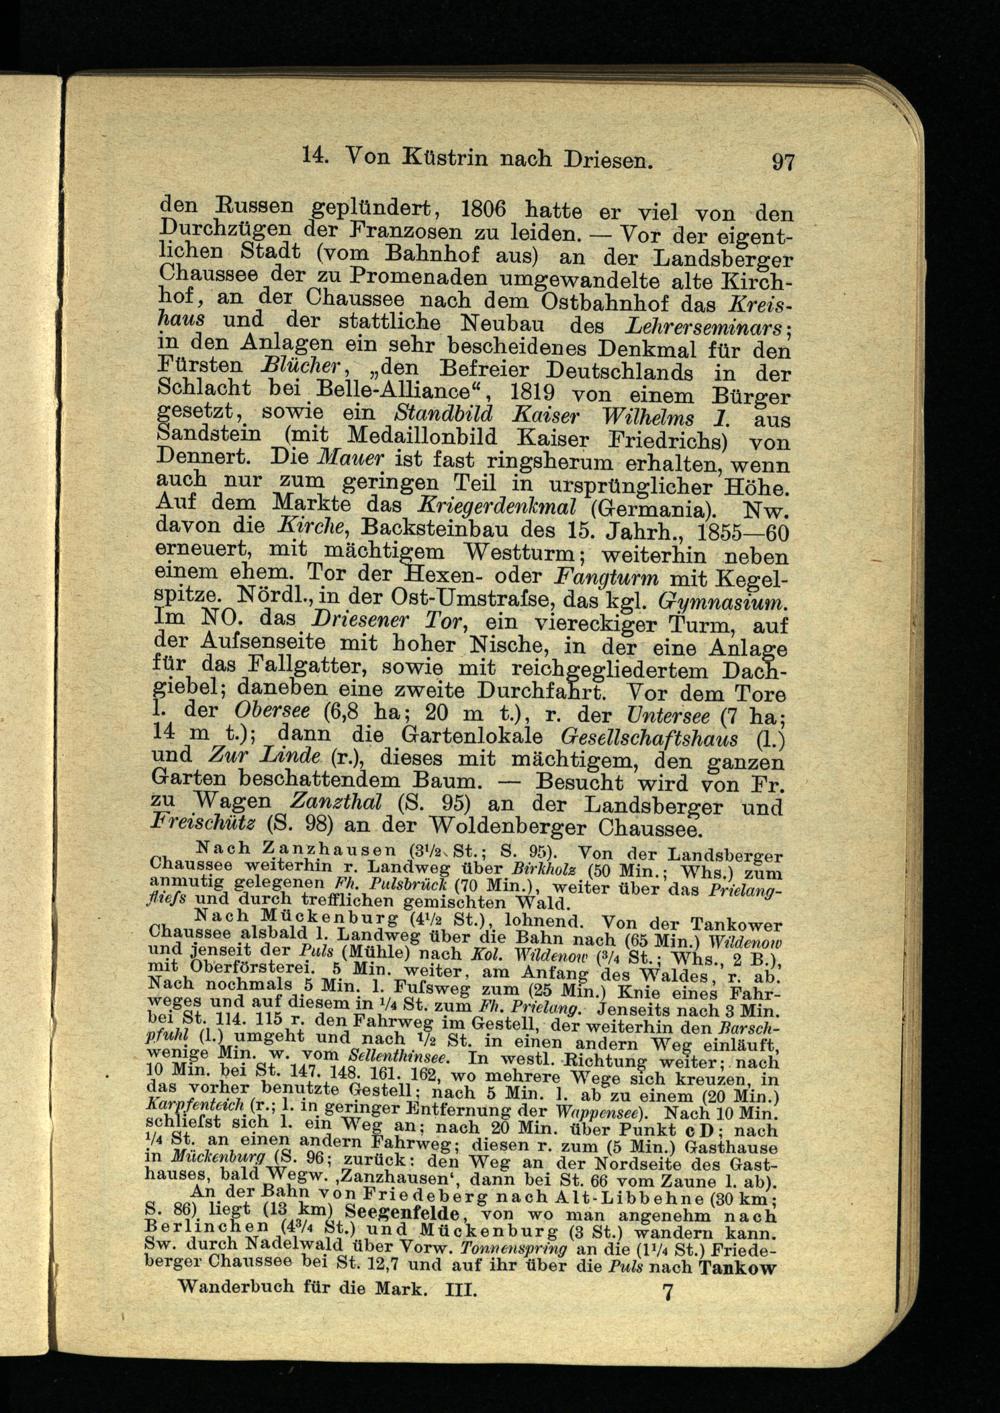 14. Von Küstrin nach Driesen. 97
den Russen geplündert, 1806 hatte er viel von den
Durchzügen der Franzosen zu leiden. — Vor der eigent-
lichen Stadt (vom Bahnhof aus) an der Landsberger
Chaussee der zu Promenaden umgewandelte alte Kirch-
hof, an der Chaussee nach dem Ostbahnhof das Kreis-
haus und der stattliche Neubau des Lehrerseminars;
in den Anlagen ein sehr bescheidenes Denkmal für den
Fürsten Blücher, „den Befreier Deutschlands in der
Schlacht bei Belle-Alliance“, 1819 von einem Bürger
gesetzt, sowie ein Standbild Kaiser Wilhelms I. aus
Sandstein (mit Medaillonbild Kaiser Friedrichs) von
Dennert. Die Mauer ist fast ringsherum erhalten, wenn
auch nur zum geringen Teil in ursprünglicher Höhe.
Auf dem Markte das Kriegerdenkmal (Germania). Nw.
davon die Kirche, Backsteinbau des 15. Jahrh., 1855—60
erneuert, mit mächtigem Westturm; weiterhin neben
einem ehem. Tor der Hexen- oder Fangturm mit Kegel-
spitze. Nördl., in der Ost-Umstraſse, das kgl. Gymnasium.
Im NO. das Driesener Tor, ein viereckiger Turm, auf
der Auſsenseite mit hoher Nische, in der eine Anlage
für das Fallgatter, sowie mit reichgegliedertem Dach-
giebel; daneben eine zweite Durchfahrt. Vor dem Tore
l. der Obersee (6,8 ha; 20 m t.), r. der Untersee (7 ha;
14 m t.); dann die Gartenlokale Gesellschaftshaus (l.)
und Zur Linde (r.), dieses mit mächtigem, den ganzen
Garten beschattendem Baum. — Besucht wird von Fr.
zu Wagen Zanzthal (S. 95) an der Landsberger und
Freischütz (S. 98) an der Woldenberger Chaussee.
Nach Zanzhausen (3½ St.; S. 95). Von der Landsberger
Chaussee weiterhin r. Landweg über Birkholz (50 Min.; Whs.) zum
anmutig gelegenen Fh. Pulsbrück (70 Min.), weiter über das Prielang-
flieſs und durch trefflichen gemischten Wald.
Nach Mückenburg (4½ St.), lohnend. Von der Tankower
Chaussee alsbald l. Landweg über die Bahn nach (65 Min.) Wildenow
und jenseit der Puls (Mühle) nach Kol. Wildenow (¾ St.; Whs., 2 B.),
mit Oberförsterei. 5 Min. weiter, am Anfang des Waldes, r. ab.
Nach nochmals 5 Min. l. Fuſsweg zum (25 Min.) Knie eines Fahr-
weges und auf diesem in ¼ St. zum Fh. Prielang. Jenseits nach 3 Min.
bei St. 114. 115 r. den Fahrweg im Gestell, der weiterhin den Barsch-
pfuhl (l.) umgeht und nach ½ St. in einen andern Weg einläuft,
wenige Min. w. vom Sellenthinsee. In westl. Richtung weiter; nach
10 Min. bei St. 147. 148. 161. 162, wo mehrere Wege sich kreuzen, in
das vorher benutzte Gestell; nach 5 Min. l. ab zu einem (20 Min.)
Karpfenteich (r.; l. in geringer Entfernung der Wappensee). Nach 10 Min.
schlieſst sich l. ein Weg an; nach 20 Min. über Punkt c D; nach
¼ St. an einen andern Fahrweg; diesen r. zum (5 Min.) Gasthause
in Mückenburg (S. 96; zurück: den Weg an der Nordseite des Gast-
hauses, bald Wegw. ‚Zanzhausen‘, dann bei St. 66 vom Zaune l. ab).
An der Bahn von Friedeberg nach Alt-Libbehne (30 km;
S. 86) liegt (13 km) Seegenfelde, von wo man angenehm nach
Berlinchen (4¾ St.) und Mückenburg (3 St.) wandern kann.
Sw. durch Nadelwald über Vorw. Tonnenspring an die (1¼ St.) Friede-
berger Chaussee bei St. 12,7 und auf ihr über die Puls nach Tankow
Wanderbuch für die Mark. III. 7